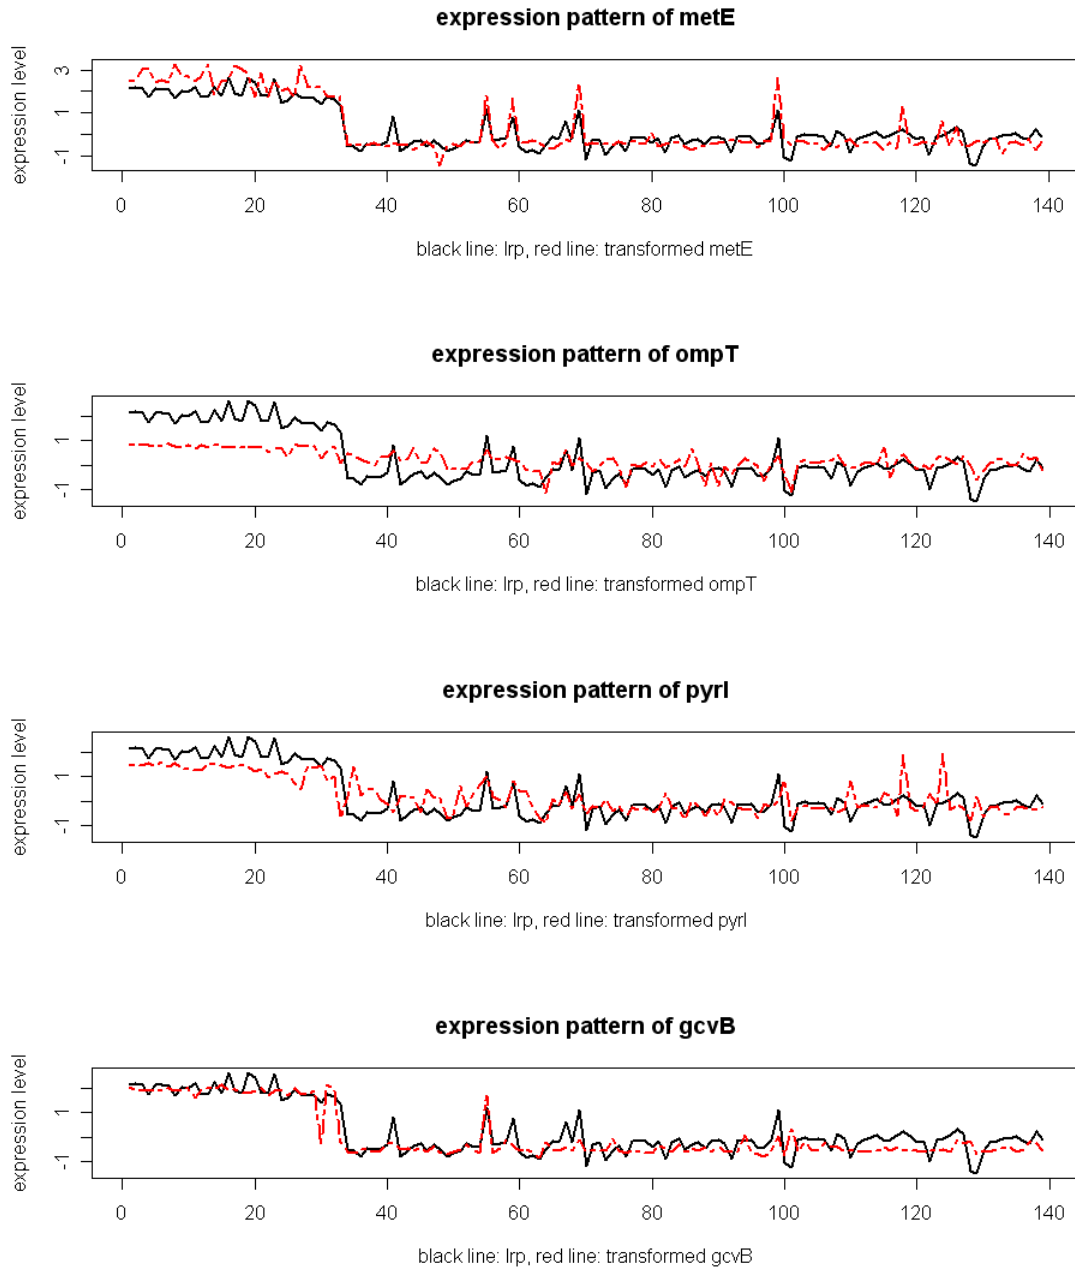 expression pattern of metE
expression level
3
1
-1
0 20 40 60 80 100 120 140
black line: lrp, red line: transformed metE
expression pattern of ompT
expression level
1
-1
0 20 40 60 80 100 120 140
black line: lrp, red line: transformed ompT
expression pattern of pyrI
expression level
1
-1
0 20 40 60 80 100 120 140
black line: lrp, red line: transformed pyrI
expression pattern of gcvB
expression level
1
-1
0 20 40 60 80 100 120 140
black line: lrp, red line: transformed gcvB